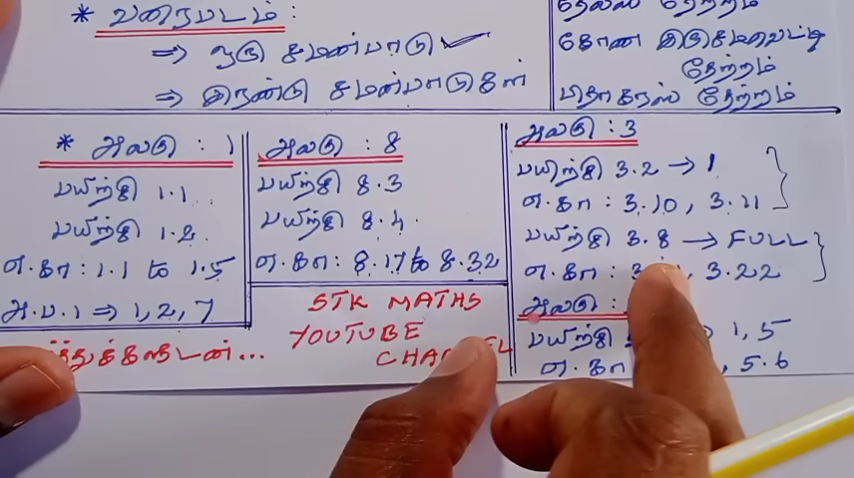 * வரைபடம் :
⇒ ஒரு சமன்பாடு ✓
⇒ இரண்டு சமன்பாடுகள்
தேல்ஸ் தேற்றம்
கோண இருசமவெட்டி
தேற்றம்
பிதாகரஸ் தேற்றம்
* அலகு : 1
பயிற்சி 1.1
பயிற்சி 1.2
எ.கா : 1.1 to 1.5
அ.ப.1 ⇒ 1, 2, 7
அலகு : 8
பயிற்சி 8.3
பயிற்சி 8.4
எ.கா : 8.17 to 8.32
STK MATHS
YOUTUBE
அலகு : 3
பயிற்சி 3.2 → 1
எ.கா : 3.10, 3.11
பயிற்சி 3.8 → FULL
எ.கா : , 3.22
அலகு :
பயிற்சி 1, 5
எ.கா , 5.6